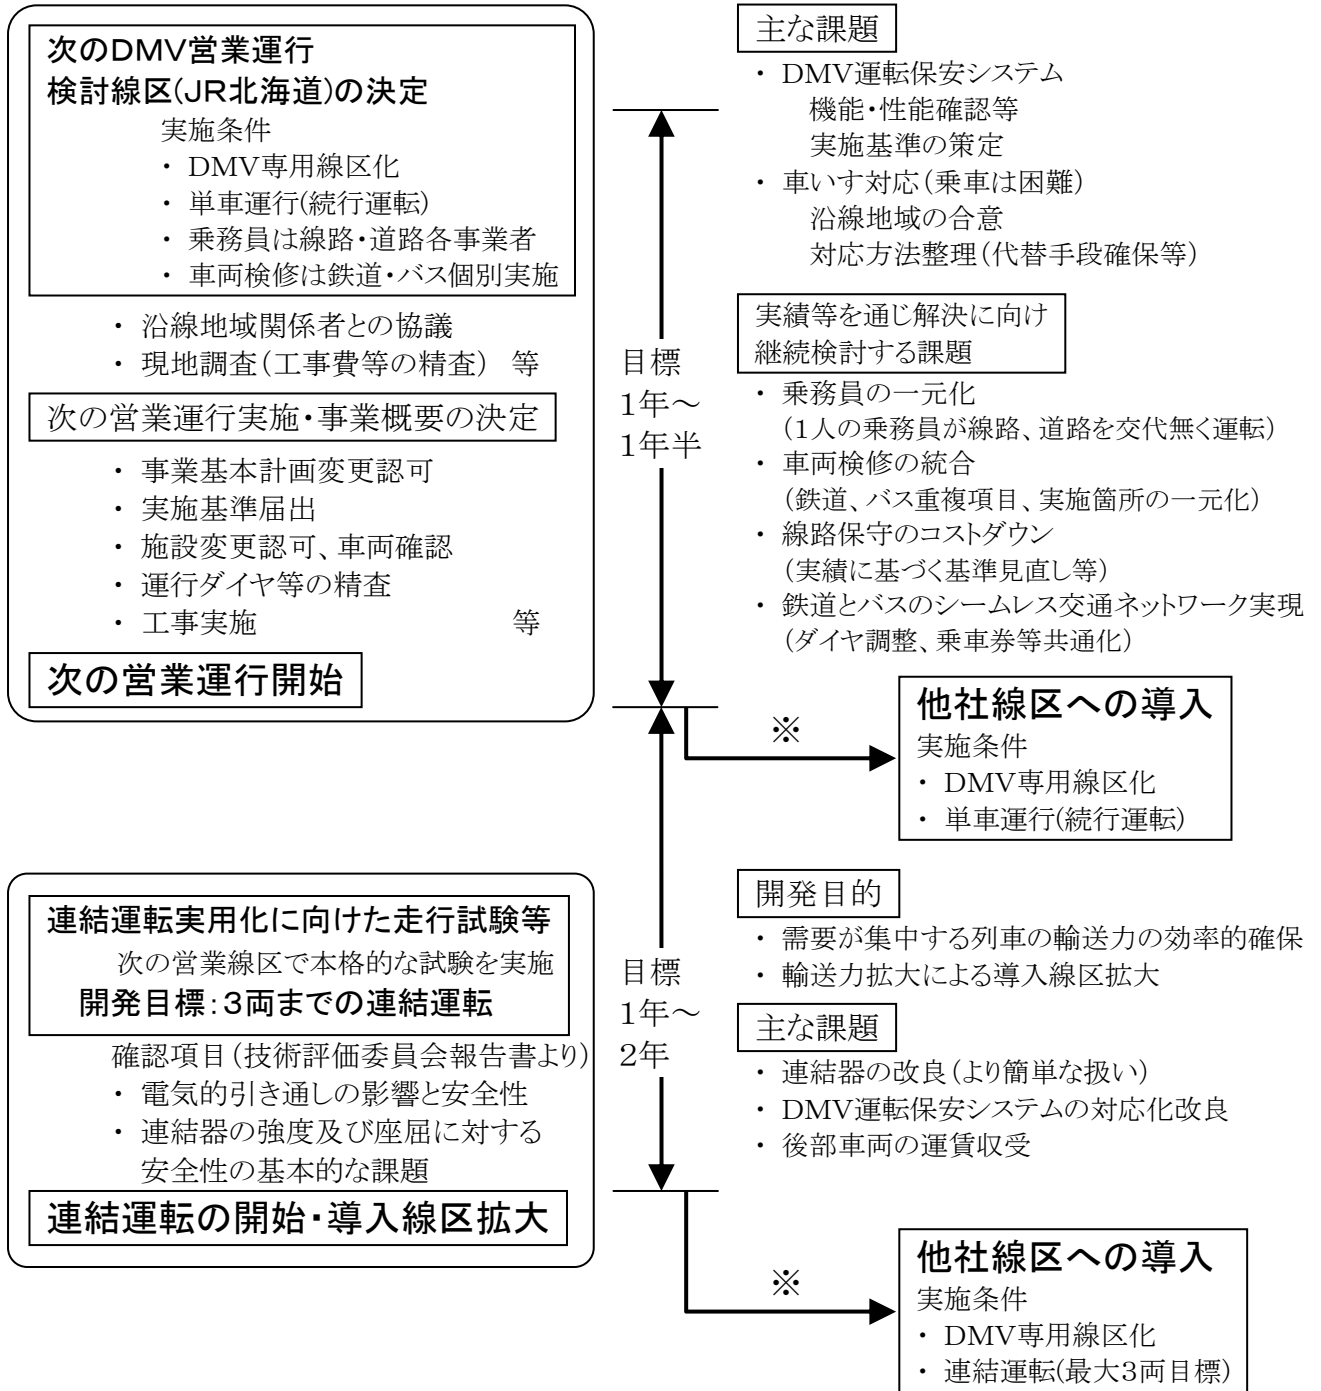 次のDMV営業運行
検討線区(JR北海道)の決定
実施条件
・ DMV専用線区化
・ 単車運行(続行運転)
・ 乗務員は線路・道路各事業者
・ 車両検修は鉄道・バス個別実施
・ 沿線地域関係者との協議
・ 現地調査(工事費等の精査) 等
次の営業運行実施・事業概要の決定
・ 事業基本計画変更認可
・ 実施基準届出
・ 施設変更認可、車両確認
・ 運行ダイヤ等の精査
・ 工事実施 等
次の営業運行開始
目標
1年～
1年半
主な課題
・ DMV運転保安システム
機能・性能確認等
実施基準の策定
・ 車いす対応(乗車は困難)
沿線地域の合意
対応方法整理(代替手段確保等)
実績等を通じ解決に向け
継続検討する課題
・ 乗務員の一元化
(1人の乗務員が線路、道路を交代無く運転)
・ 車両検修の統合
(鉄道、バス重複項目、実施箇所の一元化)
・ 線路保守のコストダウン
(実績に基づく基準見直し等)
・ 鉄道とバスのシームレス交通ネットワーク実現
(ダイヤ調整、乗車券等共通化)
※
他社線区への導入
実施条件
・ DMV専用線区化
・ 単車運行(続行運転)
連結運転実用化に向けた走行試験等
次の営業線区で本格的な試験を実施
開発目標:3両までの連結運転
確認項目(技術評価委員会報告書より)
・ 電気的引き通しの影響と安全性
・ 連結器の強度及び座屈に対する
安全性の基本的な課題
連結運転の開始・導入線区拡大
目標
1年～
2年
開発目的
・ 需要が集中する列車の輸送力の効率的確保
・ 輸送力拡大による導入線区拡大
主な課題
・ 連結器の改良(より簡単な扱い)
・ DMV運転保安システムの対応化改良
・ 後部車両の運賃収受
※
他社線区への導入
実施条件
・ DMV専用線区化
・ 連結運転(最大3両目標)